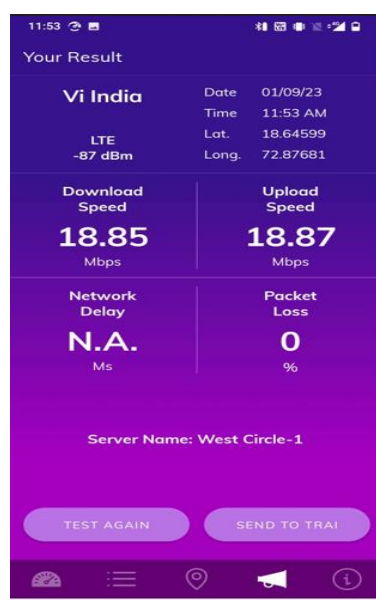 11:53
Your Result
Vi India
LTE
-87 dBm
Date 01/09/23
Time 11:53 AM
Lat. 18.64599
Long. 72.87681
Download
Speed
18.85
Mbps
Upload
Speed
18.87
Mbps
Network
Delay
N.A.
Ms
Packet
Loss
0
%
Server Name: West Circle-1
TEST AGAIN
SEND TO TRAI